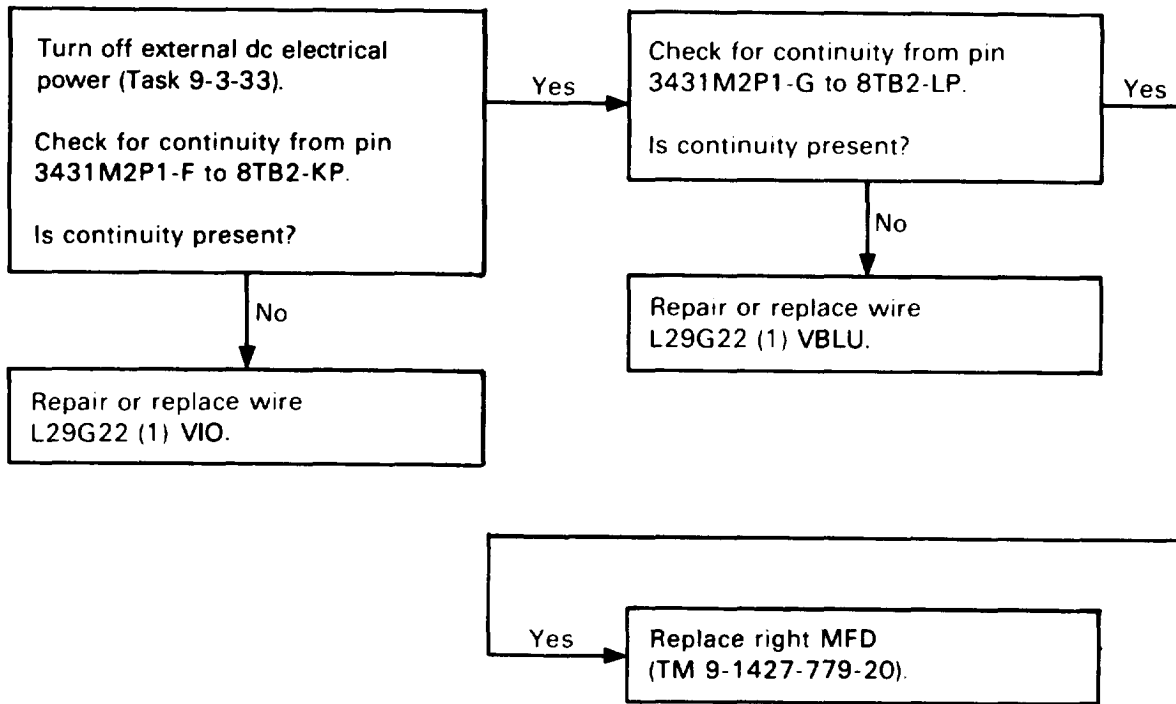 Turn off external dc electrical
power (Task 9-3-33).
Check for continuity from pin
3431M2P1-F to 8TB2-KP.
Is continuity present?
Yes
Check for continuity from pin
3431M2P1-G to 8TB2-LP.
Is continuity present?
Yes
No
Repair or replace wire
L29G22 (1) VIO.
No
Repair or replace wire
L29G22 (1) VBLU.
Yes
Replace right MFD
(TM 9-1427-779-20).